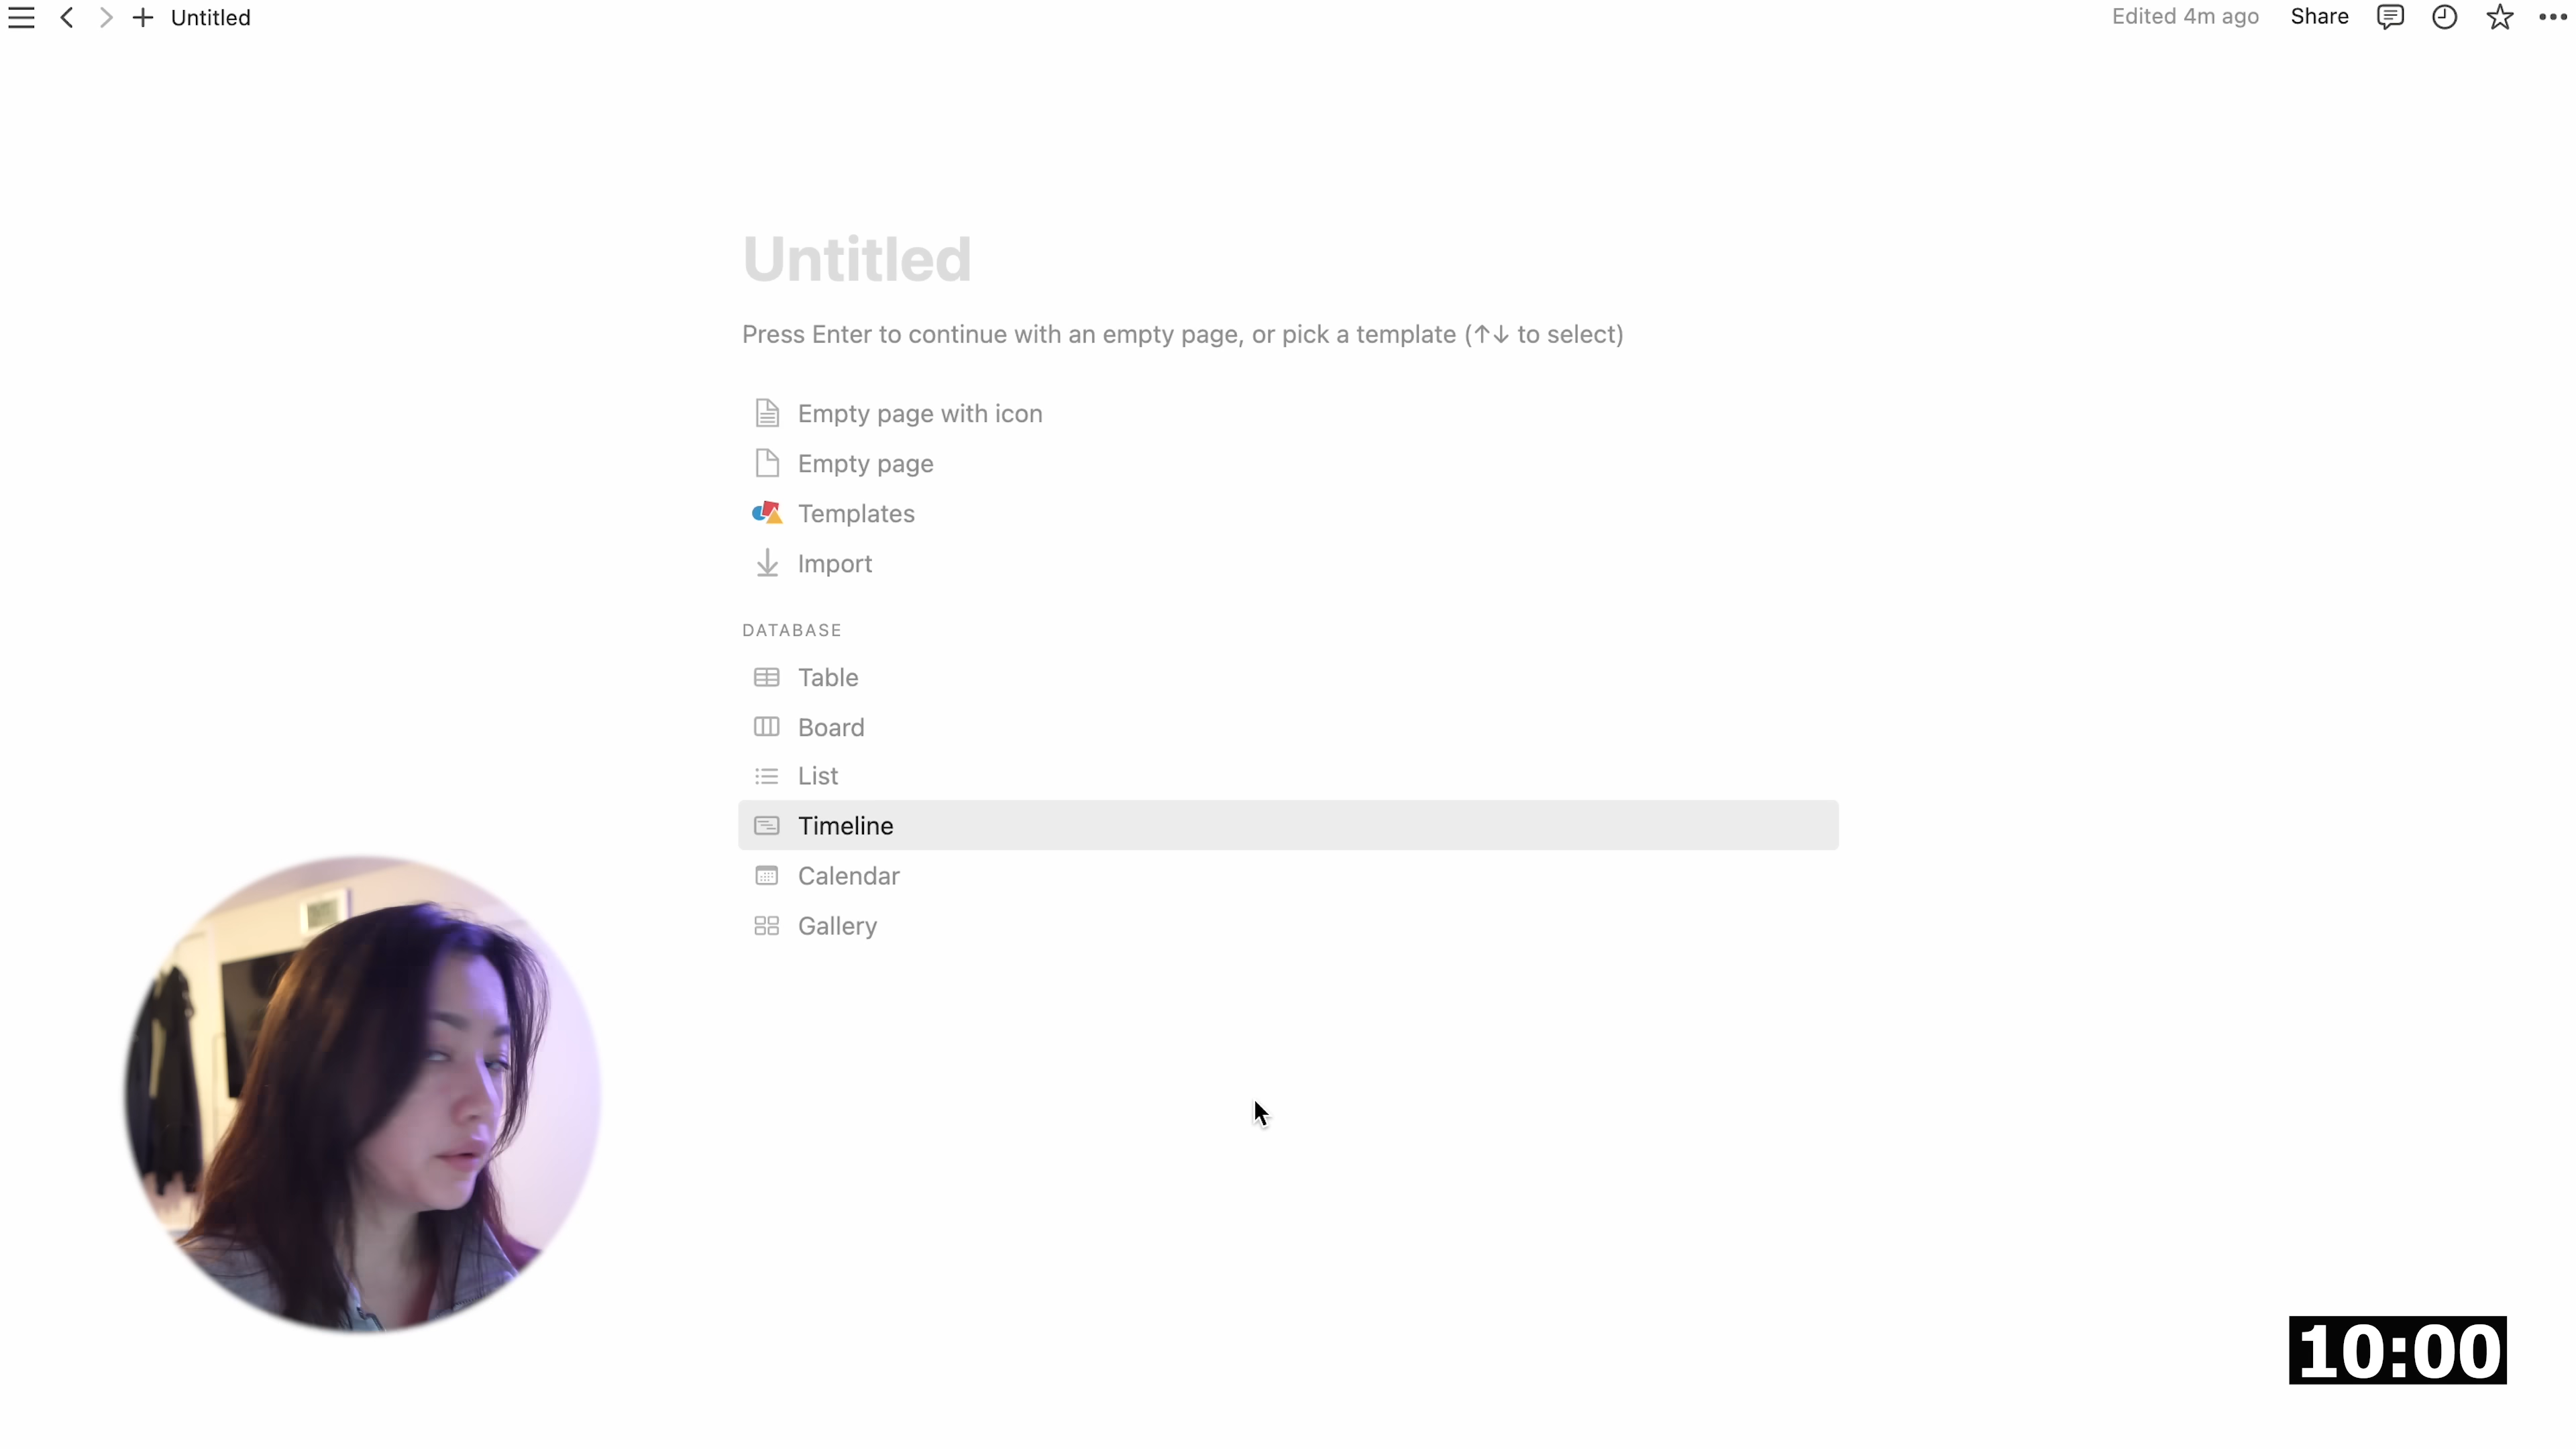 Untitled
Edited 4m ago
Share
Untitled
Press Enter to continue with an empty page, or pick a template (↑↓ to select)
Empty page with icon
Empty page
Templates
Import
DATABASE
Table
Board
List
Timeline
Calendar
Gallery
10:00